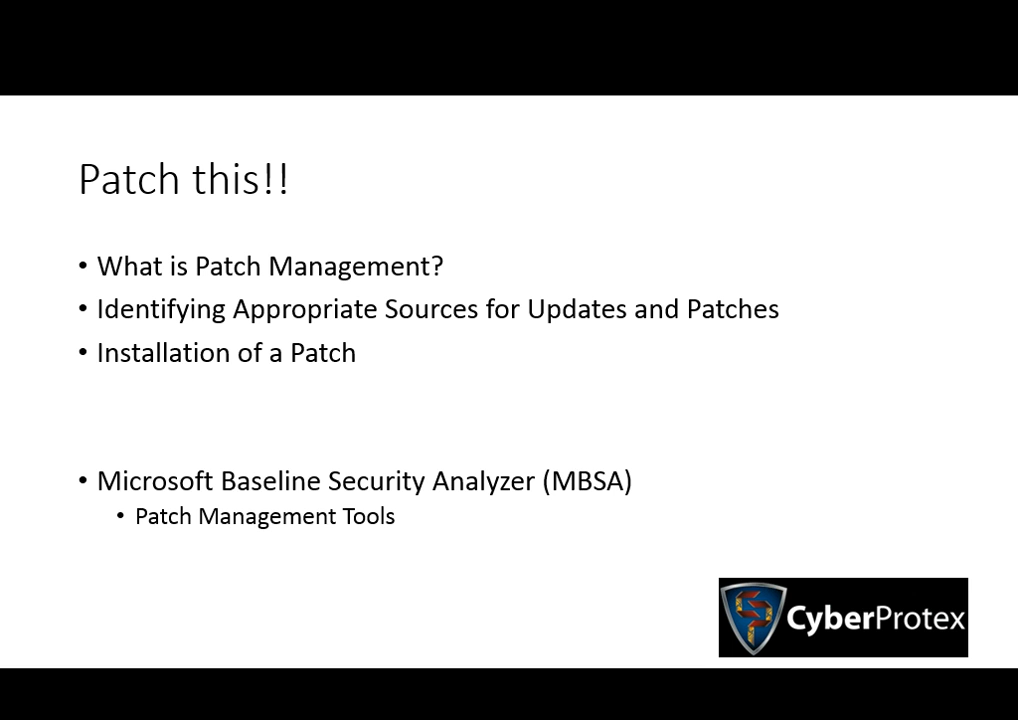 Patch this!!
• What is Patch Management?
• Identifying Appropriate Sources for Updates and Patches
• Installation of a Patch
• Microsoft Baseline Security Analyzer (MBSA)
• Patch Management Tools
CyberProtex